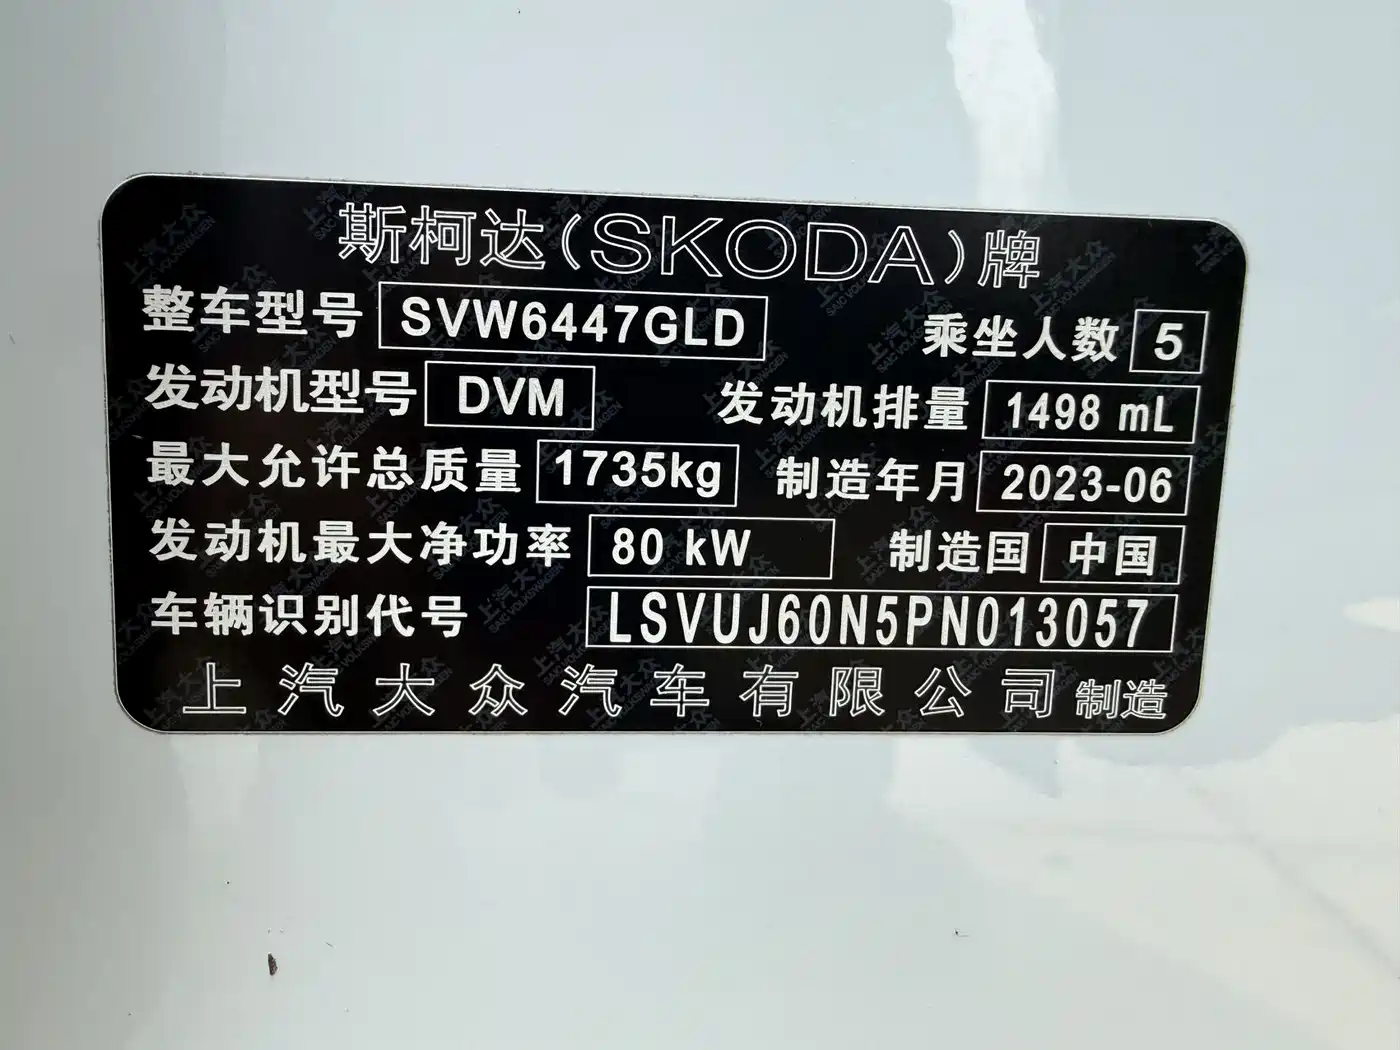 斯柯达(SKODA)牌
整车型号 SVW6447GLD 乘坐人数 5
发动机型号 DVM 发动机排量 1498 mL
最大允许总质量 1735kg 制造年月 2023-06
发动机最大净功率 80 kW 制造国 中国
车辆识别代号 LSVUJ60N5PN013057
上汽大众汽车有限公司 制造